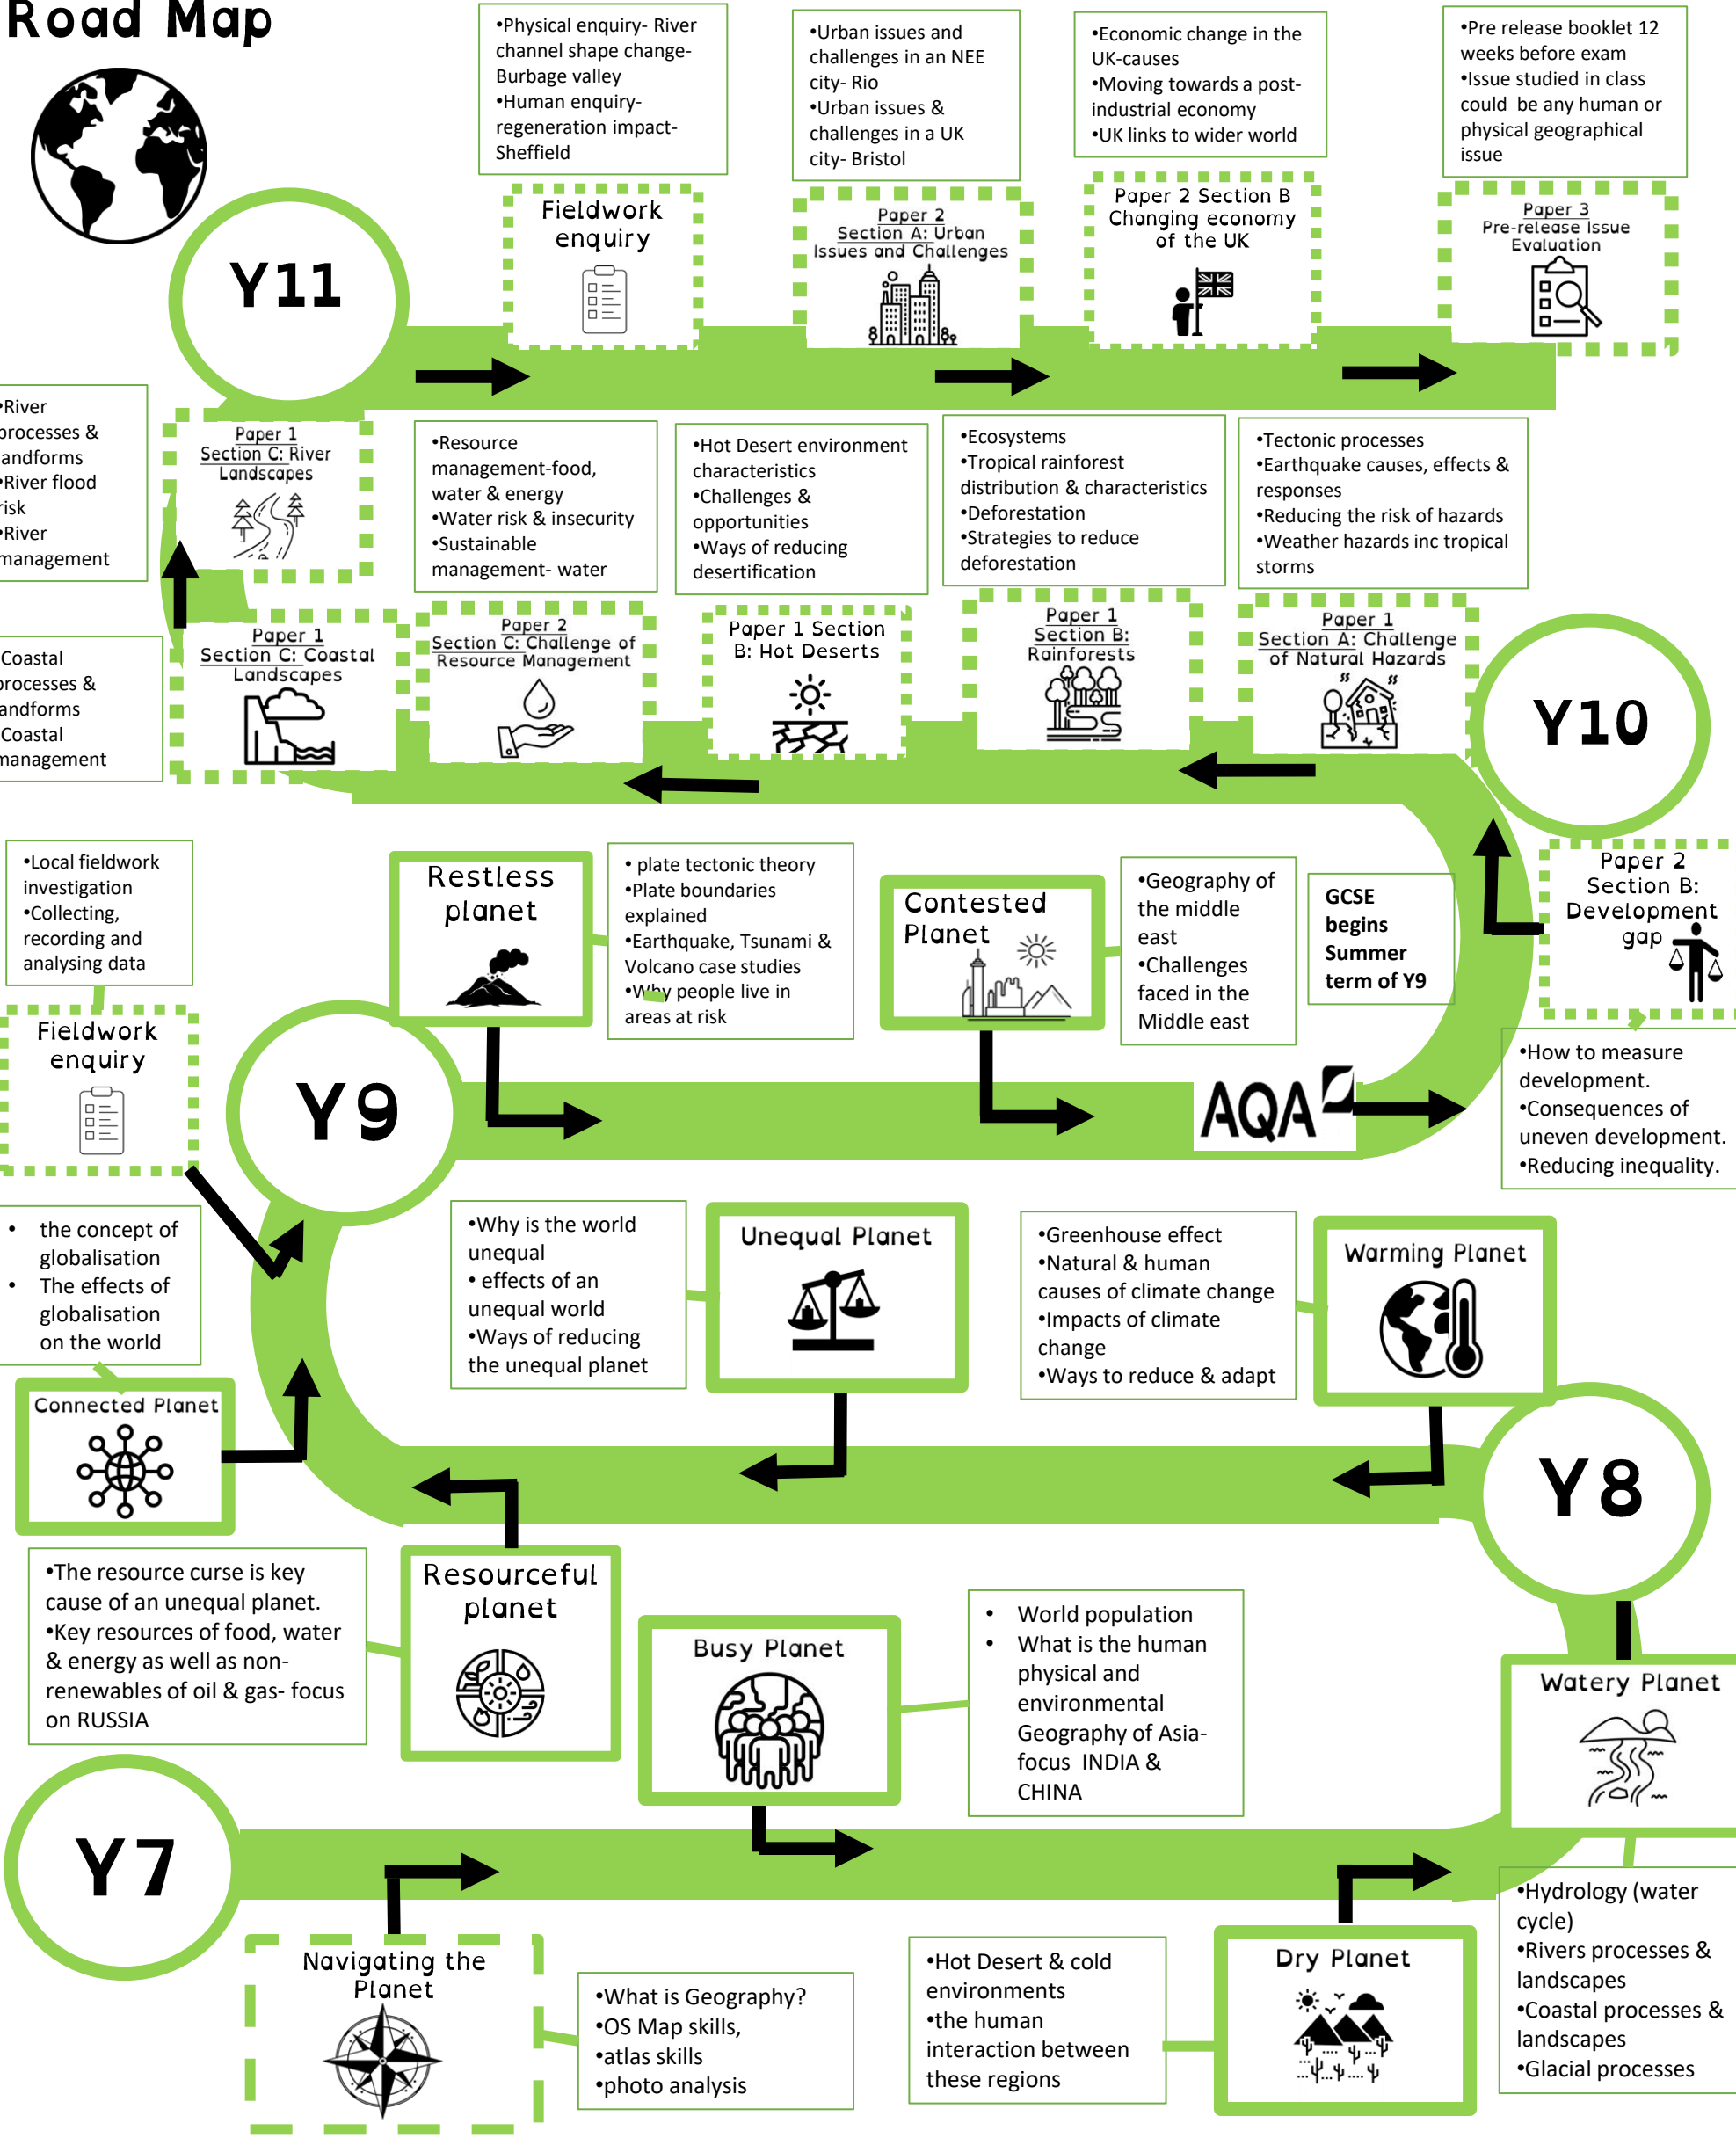 Road Map
•Physical enquiry- River
channel shape change-
Burbage valley
•Human enquiry-
regeneration impact-
Sheffield
•Urban issues and
challenges in an NEE
city- Rio
•Urban issues &
challenges in a UK
city- Bristol
•Economic change in the
UK-causes
•Moving towards a post-
industrial economy
•UK links to wider world
•Pre release booklet 12
weeks before exam
•Issue studied in class
could  be any human or
physical geographical
issue
Y11
Fieldwork
enquiry
Paper 2
Section A: Urban
Issues and Challenges
Paper 2 Section B
Changing economy
of the UK
Paper 3
Pre-release Issue
Evaluation
•River
processes &
landforms
•River flood
risk
•River
management
Paper 1
Section C: River
Landscapes
•Resource
management-food,
water & energy
•Water risk & insecurity
•Sustainable
management- water
•Hot Desert environment
characteristics
•Challenges &
opportunities
•Ways of reducing
desertification
•Ecosystems
•Tropical rainforest
distribution & characteristics
•Deforestation
•Strategies to reduce
deforestation
•Tectonic processes
•Earthquake causes, effects &
responses
•Reducing the risk of hazards
•Weather hazards inc tropical
storms
Coastal
processes &
landforms
Coastal
management
Paper 1
Section C: Coastal
Landscapes
Paper 2
Section C: Challenge of
Resource Management
Paper 1 Section
B: Hot Deserts
Paper 1
Section B:
Rainforests
Paper 1
Section A: Challenge
of Natural Hazards
Y10
•Local fieldwork
investigation
•Collecting,
recording and
analysing data
Restless
planet
• plate tectonic theory
•Plate boundaries
explained
•Earthquake, Tsunami &
Volcano case studies
•Why people live in
areas at risk
Contested
Planet
•Geography of
the middle
east
•Challenges
faced in the
Middle east
GCSE
begins
Summer
term of Y9
Paper 2
Section B:
Development
gap
Fieldwork
enquiry
Y9
AQA
•How to measure
development.
•Consequences of
uneven development.
•Reducing inequality.
• the concept of
globalisation
• The effects of
globalisation
on the world
•Why is the world
unequal
• effects of an
unequal world
•Ways of reducing
the unequal planet
Unequal Planet
•Greenhouse effect
•Natural & human
causes of climate change
•Impacts of climate
change
•Ways to reduce & adapt
Warming Planet
Connected Planet
Y8
•The resource curse is key
cause of an unequal planet.
•Key resources of food, water
& energy as well as non-
renewables of oil & gas- focus
on RUSSIA
Resourceful
planet
Busy Planet
• World population
• What is the human
physical and
environmental
Geography of Asia-
focus  INDIA &
CHINA
Watery Planet
Y7
•Hydrology (water
cycle)
•Rivers processes &
landscapes
•Coastal processes &
landscapes
•Glacial processes
Navigating the
Planet
•What is Geography?
•OS Map skills,
•atlas skills
•photo analysis
•Hot Desert & cold
environments
•the human
interaction between
these regions
Dry Planet